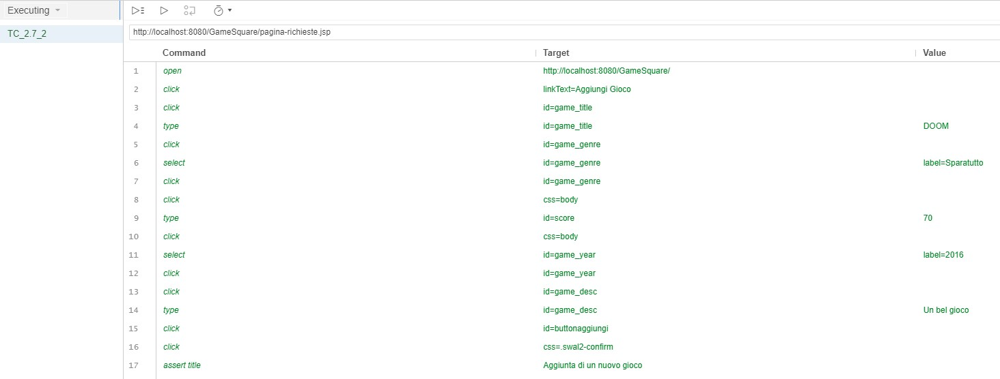 Executing
TC_2.7_2
http://localhost:8080/GameSquare/pagina-richieste.jsp
Command Target Value
1 open http://localhost:8080/GameSquare/
2 click linkText=Aggiungi Gioco
3 click id=game_title
4 type id=game_title DOOM
5 click id=game_genre
6 select id=game_genre label=Sparatutto
7 click id=game_genre
8 click css=body
9 type id=score 70
10 click css=body
11 select id=game_year label=2016
12 click id=game_year
13 click id=game_desc
14 type id=game_desc Un bel gioco
15 click id=buttonaggiungi
16 click css=.swal2-confirm
17 assert title Aggiunta di un nuovo gioco